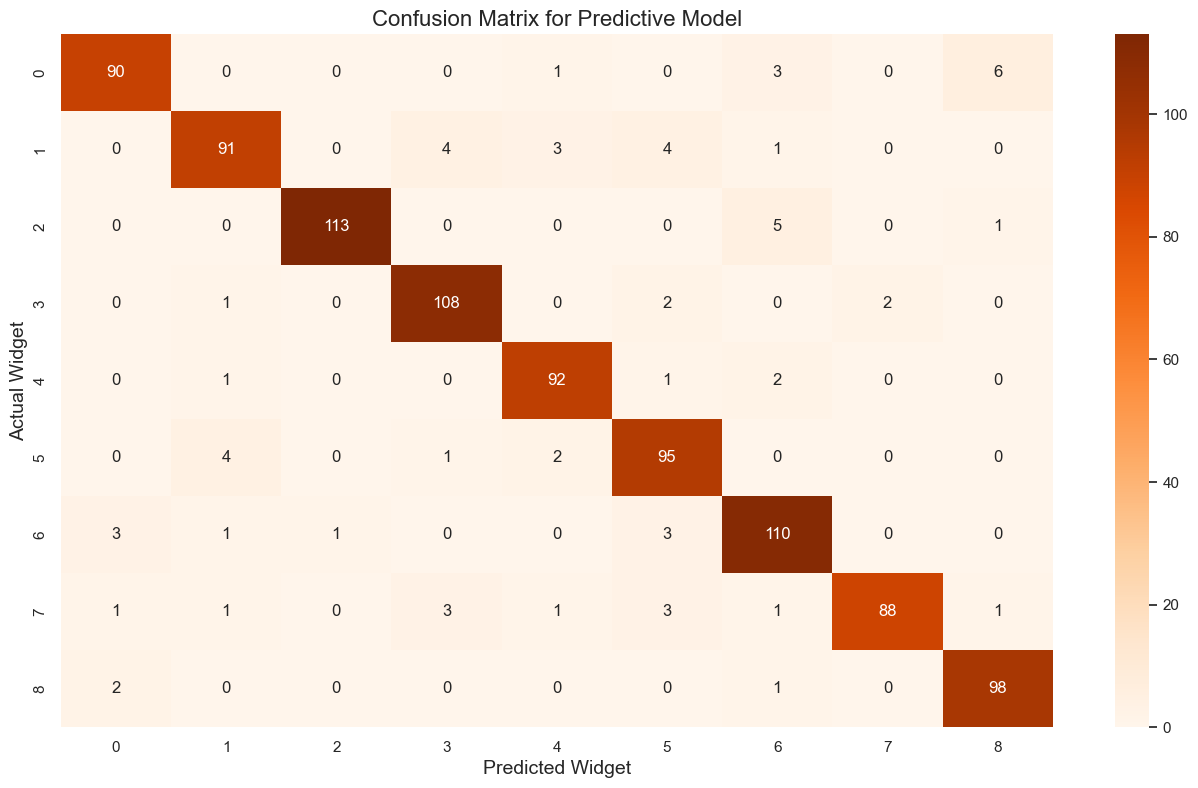 Confusion Matrix for Predictive Model
Actual Widget
0 90 0 0 0 1 0 3 0 6
1 0 91 0 4 3 4 1 0 0
2 0 0 113 0 0 0 5 0 1
3 0 1 0 108 0 2 0 2 0
4 0 1 0 0 92 1 2 0 0
5 0 4 0 1 2 95 0 0 0
6 3 1 1 0 0 3 110 0 0
7 1 1 0 3 1 3 1 88 1
8 2 0 0 0 0 0 1 0 98
0 1 2 3 4 5 6 7 8
Predicted Widget
100
80
60
40
20
0